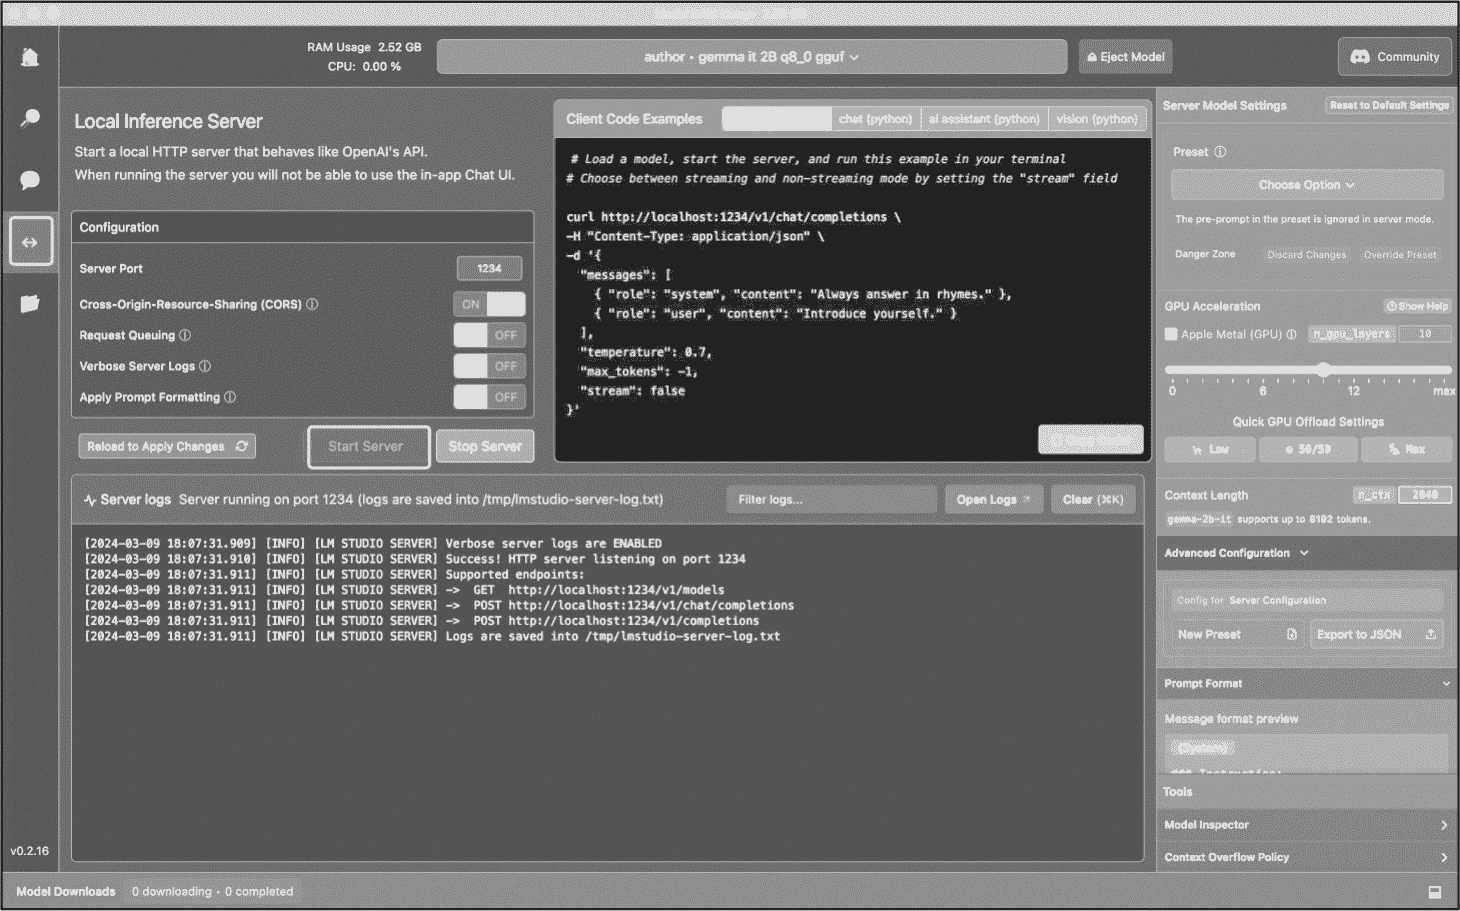 RAM Usage 2.52 GB
CPU: 0.00 %
author • gemma it 2B q8_0 gguf
Eject Model
Community
Local Inference Server
Start a local HTTP server that behaves like OpenAI's API.
When running the server you will not be able to use the in-app Chat UI.
Configuration
Server Port 1234
Cross-Origin-Resource-Sharing (CORS) ON
Request Queuing OFF
Verbose Server Logs OFF
Apply Prompt Formatting OFF
Reload to Apply Changes
Start Server
Stop Server
Client Code Examples
chat (python)
ai assistant (python)
vision (python)
# Load a model, start the server, and run this example in your terminal
# Choose between streaming and non-streaming mode by setting the "stream" field
curl http://localhost:1234/v1/chat/completions \
-H "Content-Type: application/json" \
-d '{
"messages": [
{ "role": "system", "content": "Always answer in rhymes." },
{ "role": "user", "content": "Introduce yourself." }
],
"temperature": 0.7,
"max_tokens": -1,
"stream": false
}'
Server logs Server running on port 1234 (logs are saved into /tmp/lmstudio-server-log.txt)
Filter logs...
Open Logs
Clear (⌘K)
[2024-03-09 18:07:31.909] [INFO] [LM STUDIO SERVER] Verbose server logs are ENABLED
[2024-03-09 18:07:31.910] [INFO] [LM STUDIO SERVER] Success! HTTP server listening on port 1234
[2024-03-09 18:07:31.911] [INFO] [LM STUDIO SERVER] Supported endpoints:
[2024-03-09 18:07:31.911] [INFO] [LM STUDIO SERVER] -> GET http://localhost:1234/v1/models
[2024-03-09 18:07:31.911] [INFO] [LM STUDIO SERVER] -> POST http://localhost:1234/v1/chat/completions
[2024-03-09 18:07:31.911] [INFO] [LM STUDIO SERVER] -> POST http://localhost:1234/v1/completions
[2024-03-09 18:07:31.911] [INFO] [LM STUDIO SERVER] Logs are saved into /tmp/lmstudio-server-log.txt
Server Model Settings
Reset to Default Settings
Preset
Choose Option
The pre-prompt in the preset is ignored in server mode.
Danger Zone Discard Changes Override Preset
GPU Acceleration
Show Help
Apple Metal (GPU) n_gpu_layers 10
0 6 12 max
Quick GPU Offload Settings
Low 50/50 Max
Context Length n_ctx 2048
gemma-2b-it supports up to 8192 tokens.
Advanced Configuration
Config for Server Configuration
New Preset
Export to JSON
Prompt Format
Message format preview
{System}
### Instruction:
Tools
Model Inspector
Context Overflow Policy
v0.2.16
Model Downloads 0 downloading • 0 completed